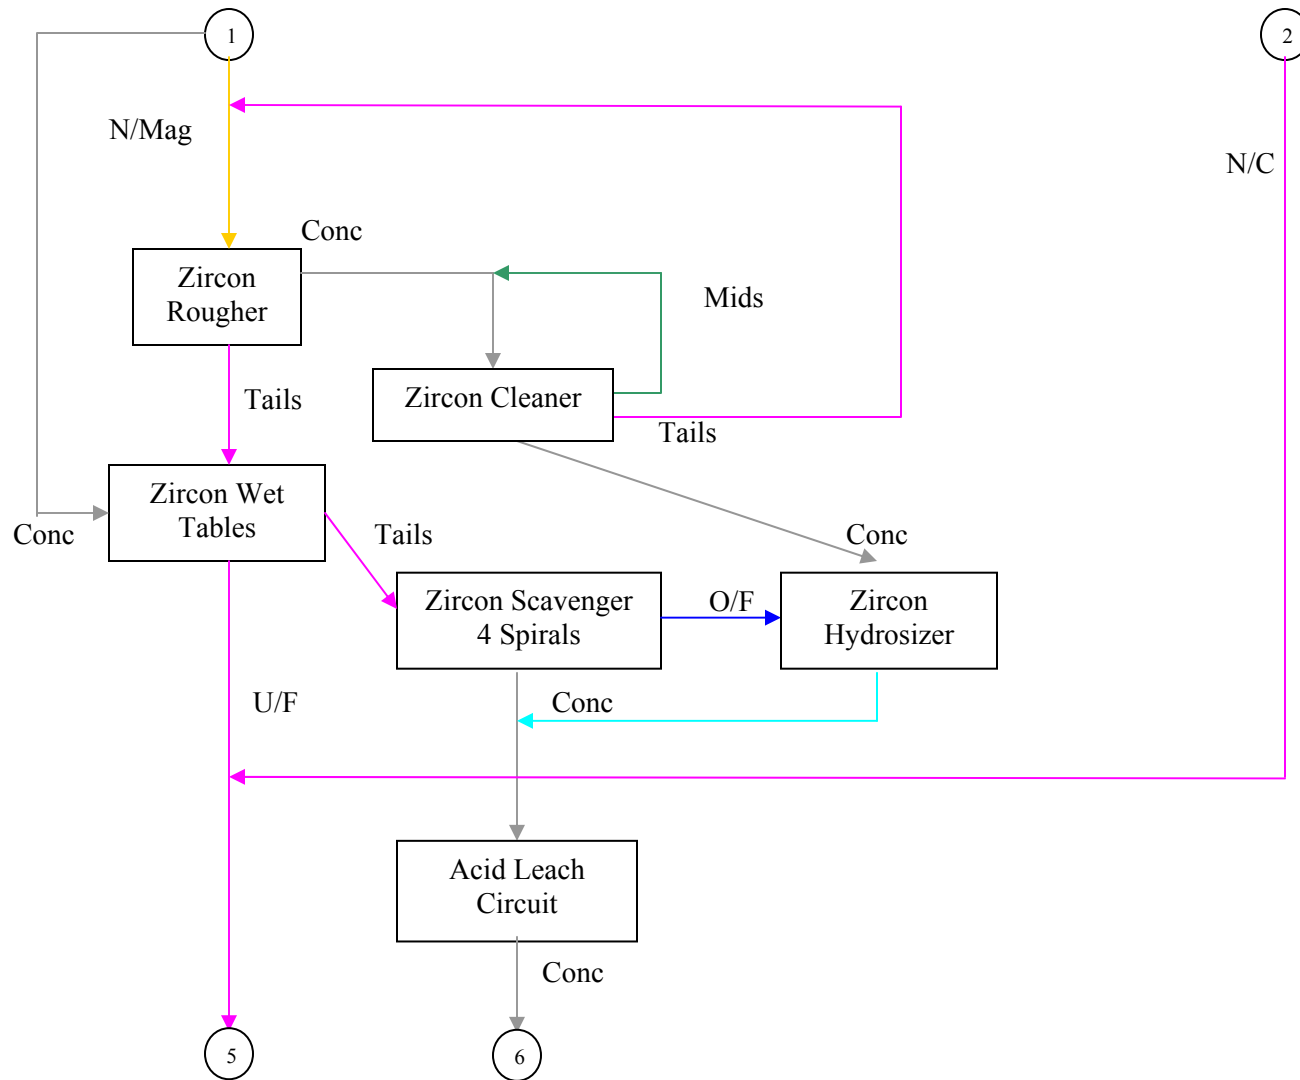 1
2
N/Mag
N/C
Conc
Zircon
Rougher
Mids
Tails
Zircon Cleaner
Tails
Zircon Wet
Tables
Conc
Tails
Conc
Zircon Scavenger
4 Spirals
O/F
Zircon
Hydrosizer
U/F
Conc
Acid Leach
Circuit
Conc
5
6